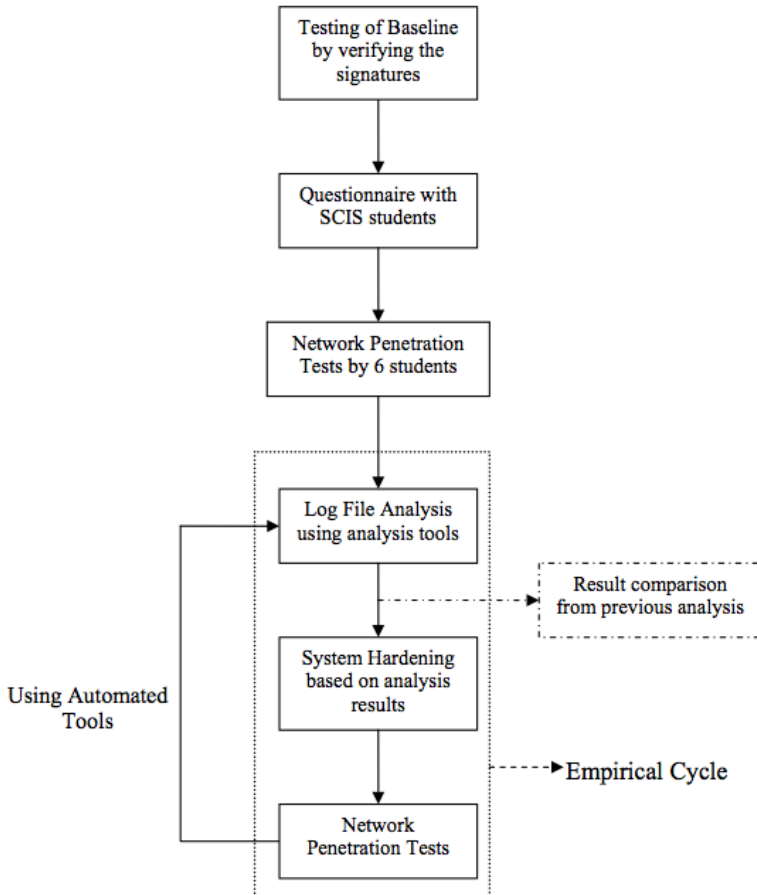 Testing of Baseline
by verifying the
signatures
Questionnaire with
SCIS students
Network Penetration
Tests by 6 students
Log File Analysis
using analysis tools
Result comparison
from previous analysis
System Hardening
based on analysis
results
Using Automated
Tools
Empirical Cycle
Network
Penetration Tests